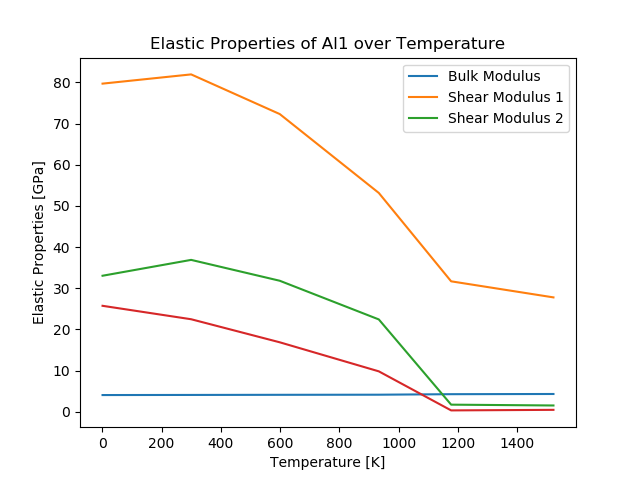 Elastic Properties of Al1 over Temperature
Bulk Modulus
Shear Modulus 1
Shear Modulus 2
Elastic Properties [GPa]
80
70
60
50
40
30
20
10
0
0 200 400 600 800 1000 1200 1400
Temperature [K]